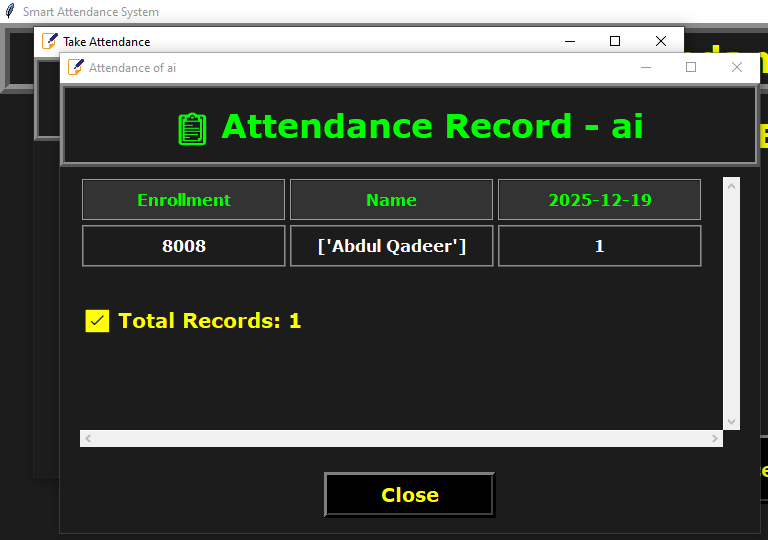 Smart Attendance System
Take Attendance
Attendance of ai
Attendance Record - ai
Enrollment Name 2025-12-19
8008 ['Abdul Qadeer'] 1
Total Records: 1
Close